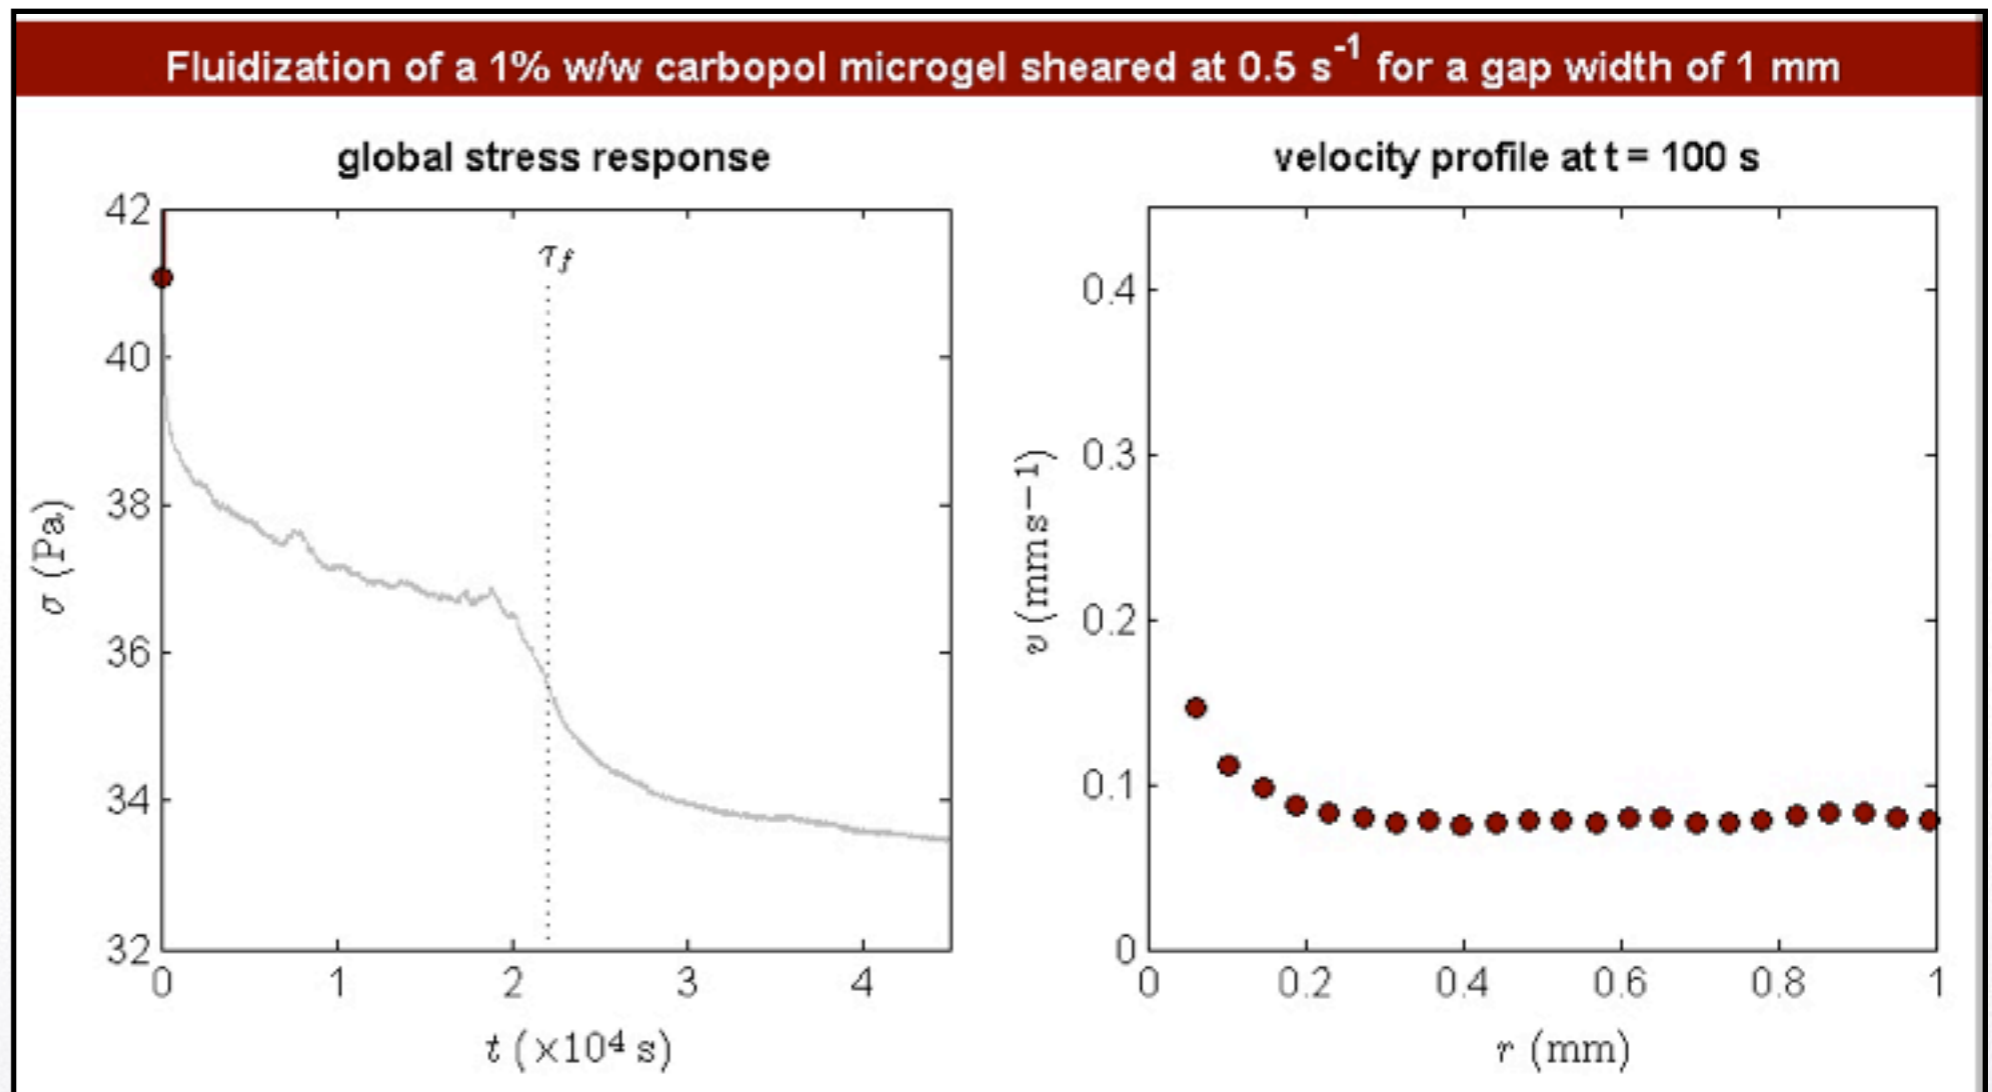 Fluidization of a 1% w/w carbopol microgel sheared at 0.5 s⁻¹ for a gap width of 1 mm
global stress response
42
40
38
36
34
32
σ (Pa)
τf
0 1 2 3 4
t (×10⁴ s)
velocity profile at t = 100 s
0.4
0.3
0.2
0.1
0
v (mm s⁻¹)
0 0.2 0.4 0.6 0.8 1
r (mm)